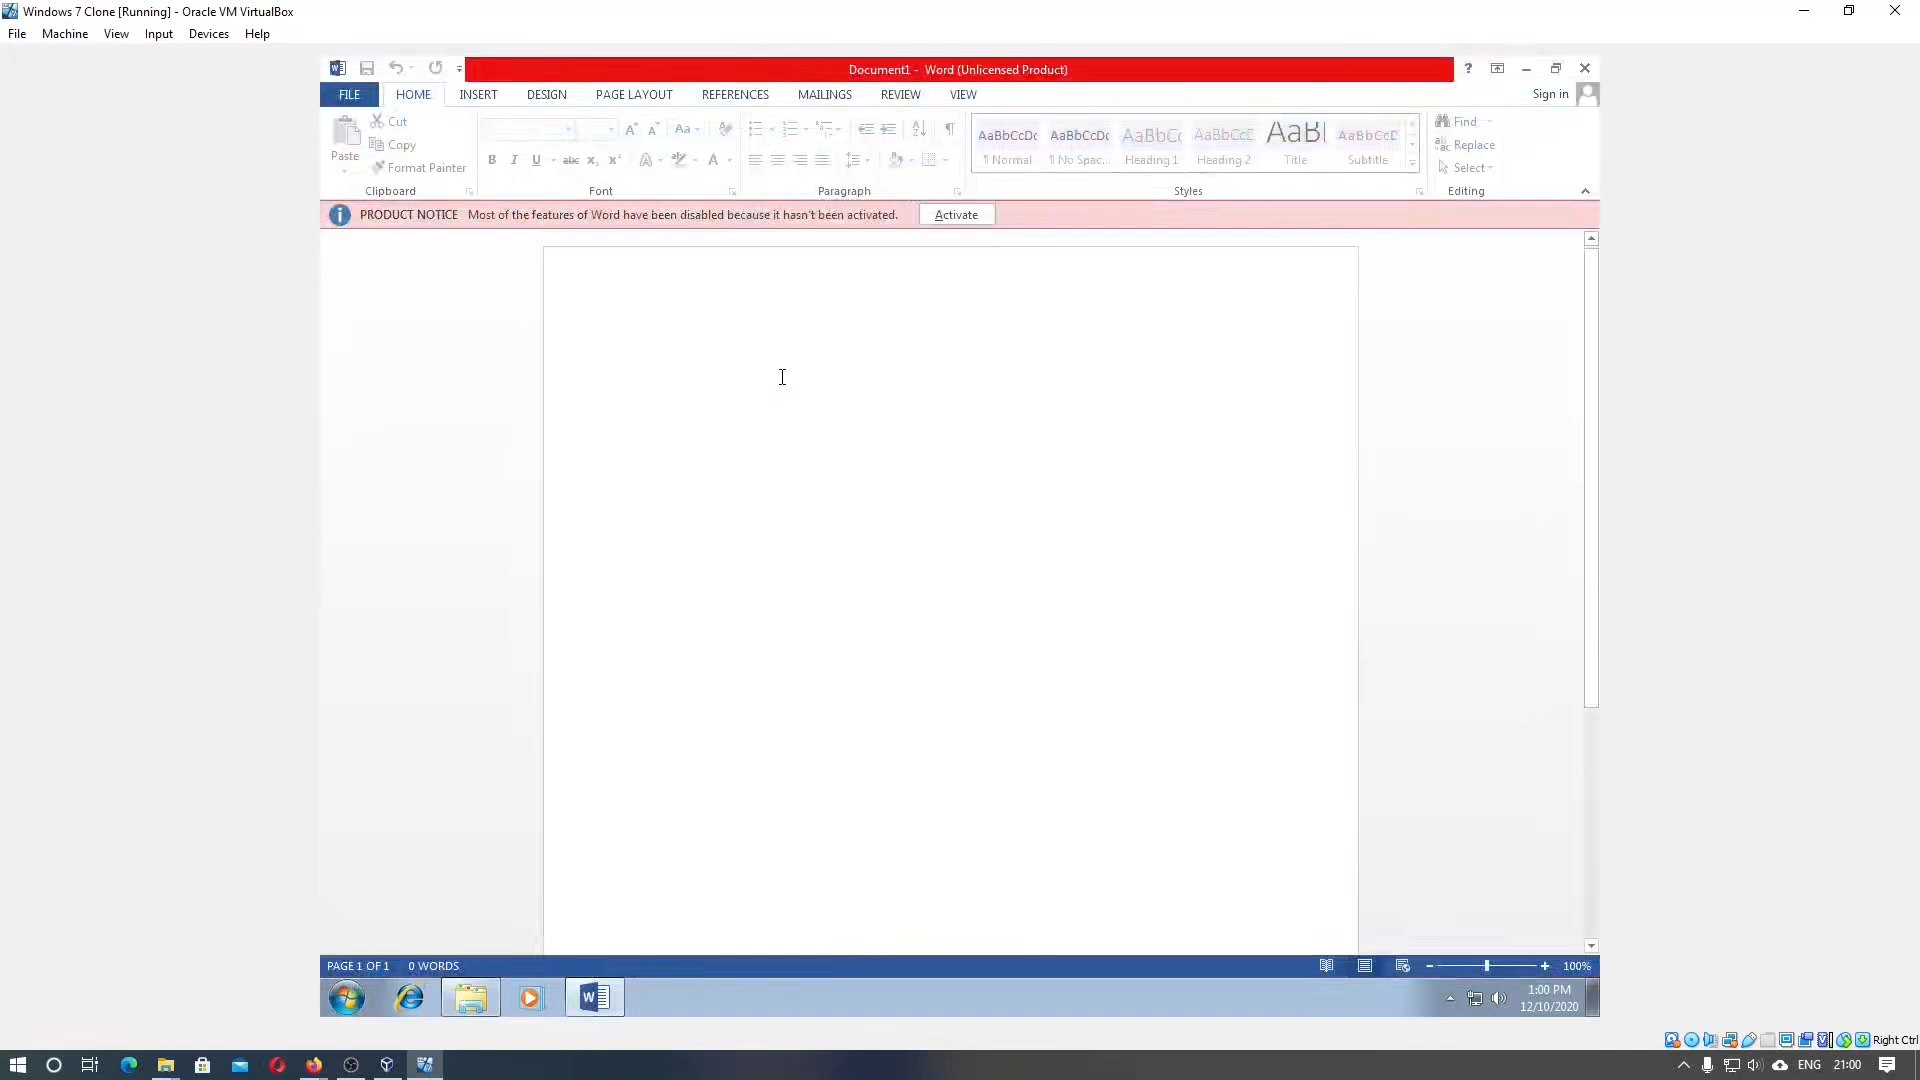 Windows 7 Clone [Running] - Oracle VM VirtualBox
File Machine View Input Devices Help
Document1 - Word (Unlicensed Product)
FILE HOME INSERT DESIGN PAGE LAYOUT REFERENCES MAILINGS REVIEW VIEW Sign in
Paste
Cut
Copy
Format Painter
Clipboard
Font
Paragraph
AaBbCcDc AaBbCcDc AaBbCc AaBbCcE AaBl AaBbCcE
¶ Normal ¶ No Spac... Heading 1 Heading 2 Title Subtitle
Styles
Find
Replace
Select
Editing
PRODUCT NOTICE Most of the features of Word have been disabled because it hasn't been activated. Activate
PAGE 1 OF 1 0 WORDS 100%
1:00 PM
12/10/2020
Right Ctrl
ENG 21:00